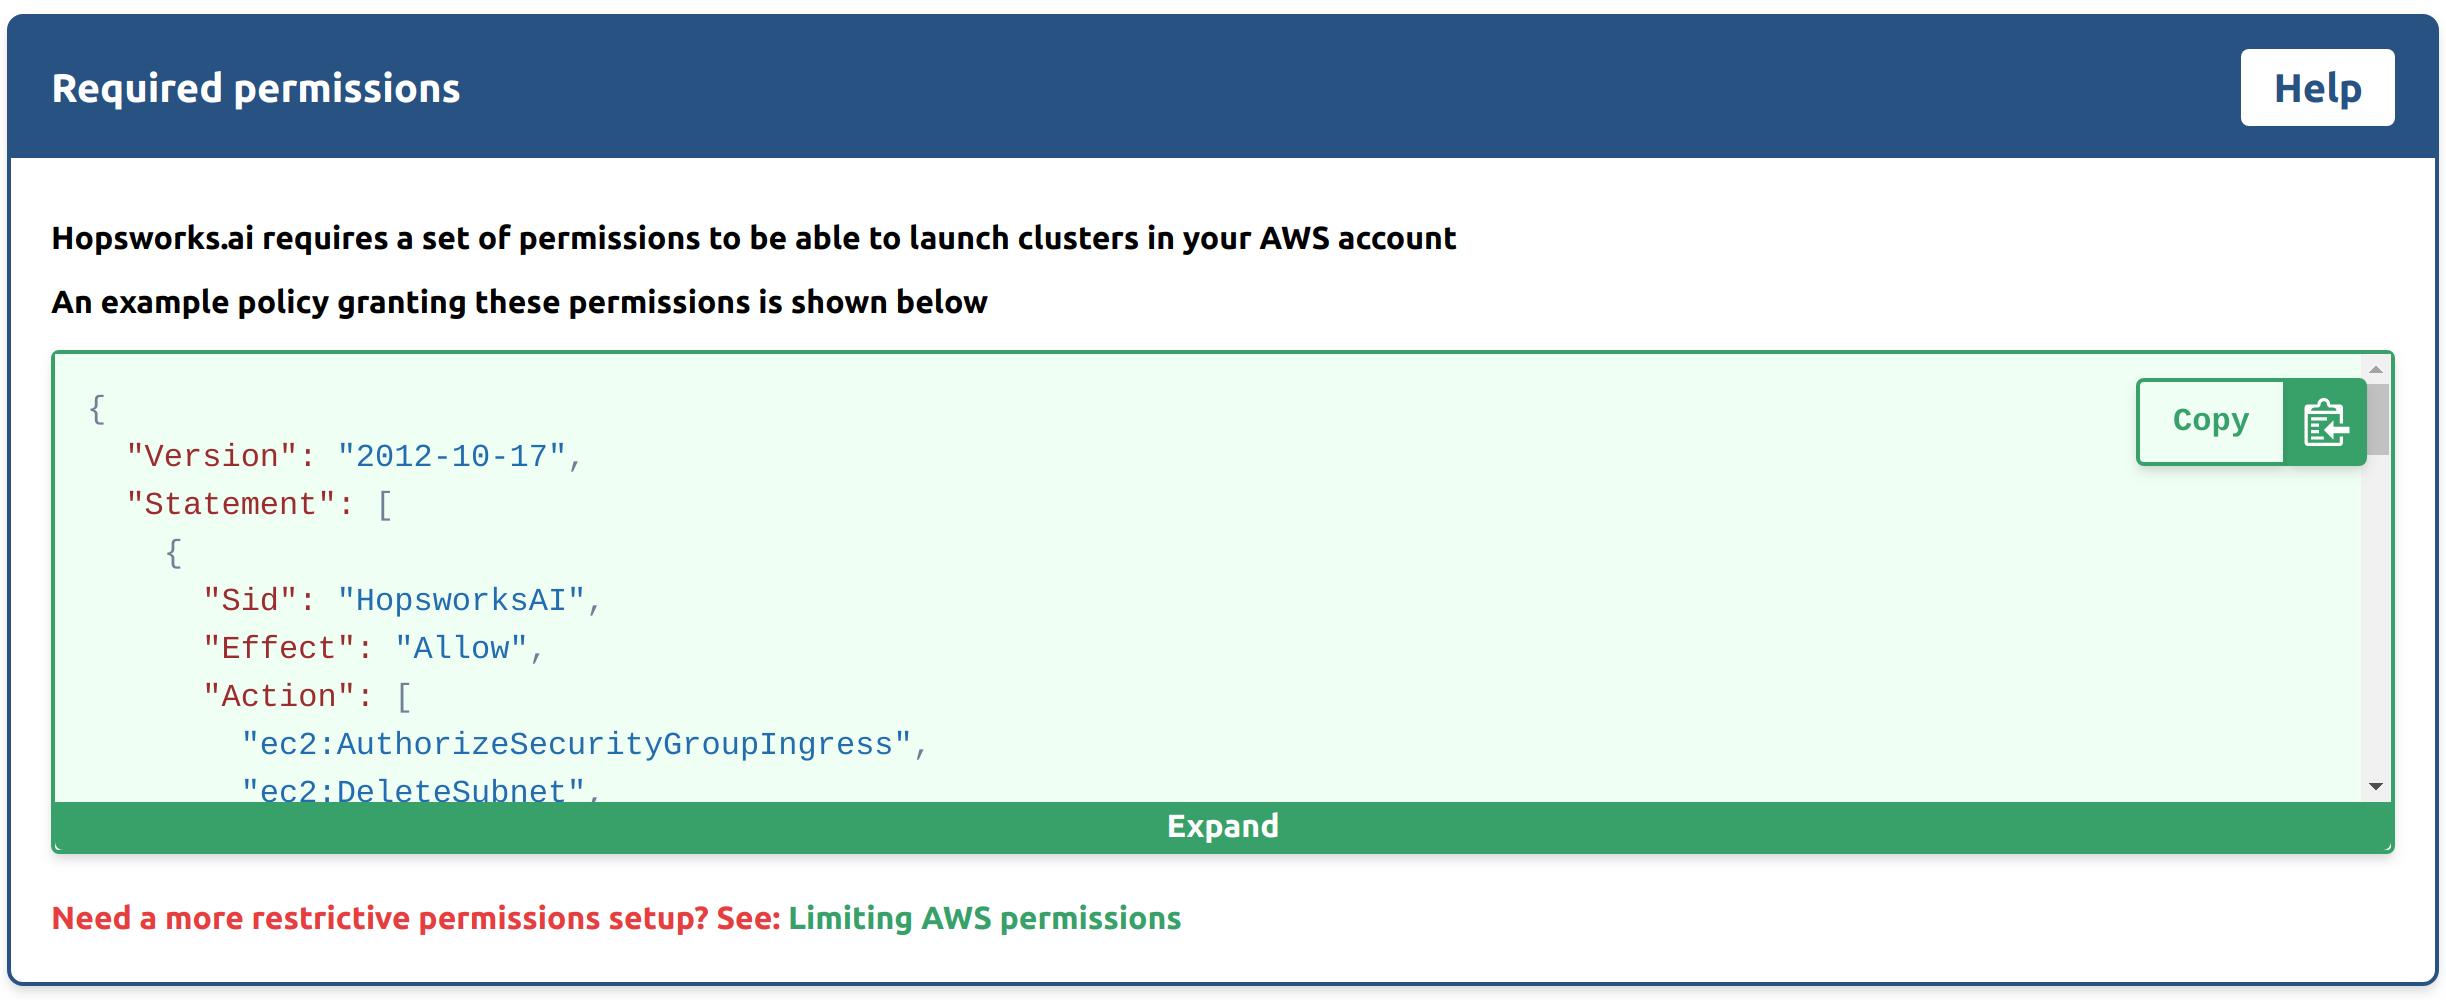 Required permissions
Help
Hopsworks.ai requires a set of permissions to be able to launch clusters in your AWS account
An example policy granting these permissions is shown below
{
  "Version": "2012-10-17",
  "Statement": [
    {
      "Sid": "HopsworksAI",
      "Effect": "Allow",
      "Action": [
        "ec2:AuthorizeSecurityGroupIngress",
        "ec2:DeleteSubnet",
Copy
Expand
Need a more restrictive permissions setup? See: Limiting AWS permissions